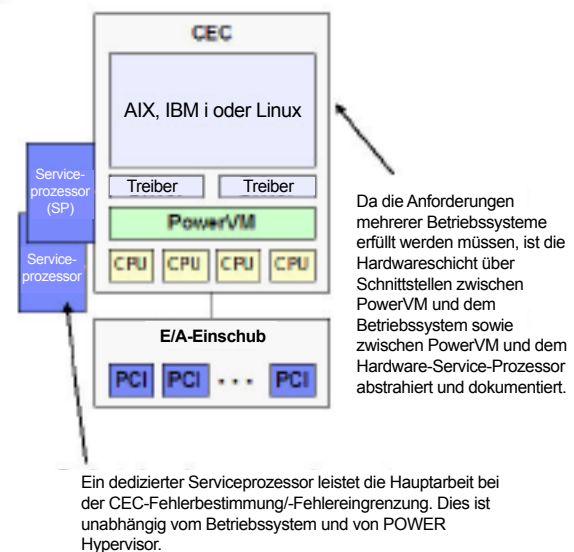 CEC
AIX, IBM i oder Linux
Service-
prozessor
(SP)
Treiber
Treiber
PowerVM
Service-
prozessor
CPU
CPU
CPU
CPU
E/A-Einschub
PCI
PCI
...
PCI
Da die Anforderungen
mehrerer Betriebssysteme
erfüllt werden müssen, ist die
Hardwareschicht über
Schnittstellen zwischen
PowerVM und dem
Betriebssystem sowie
zwischen PowerVM und dem
Hardware-Service-Prozessor
abstrahiert und dokumentiert.
Ein dedizierter Serviceprozessor leistet die Hauptarbeit bei
der CEC-Fehlerbestimmung/-Fehlereingrenzung. Dies ist
unabhängig vom Betriebssystem und von POWER
Hypervisor.